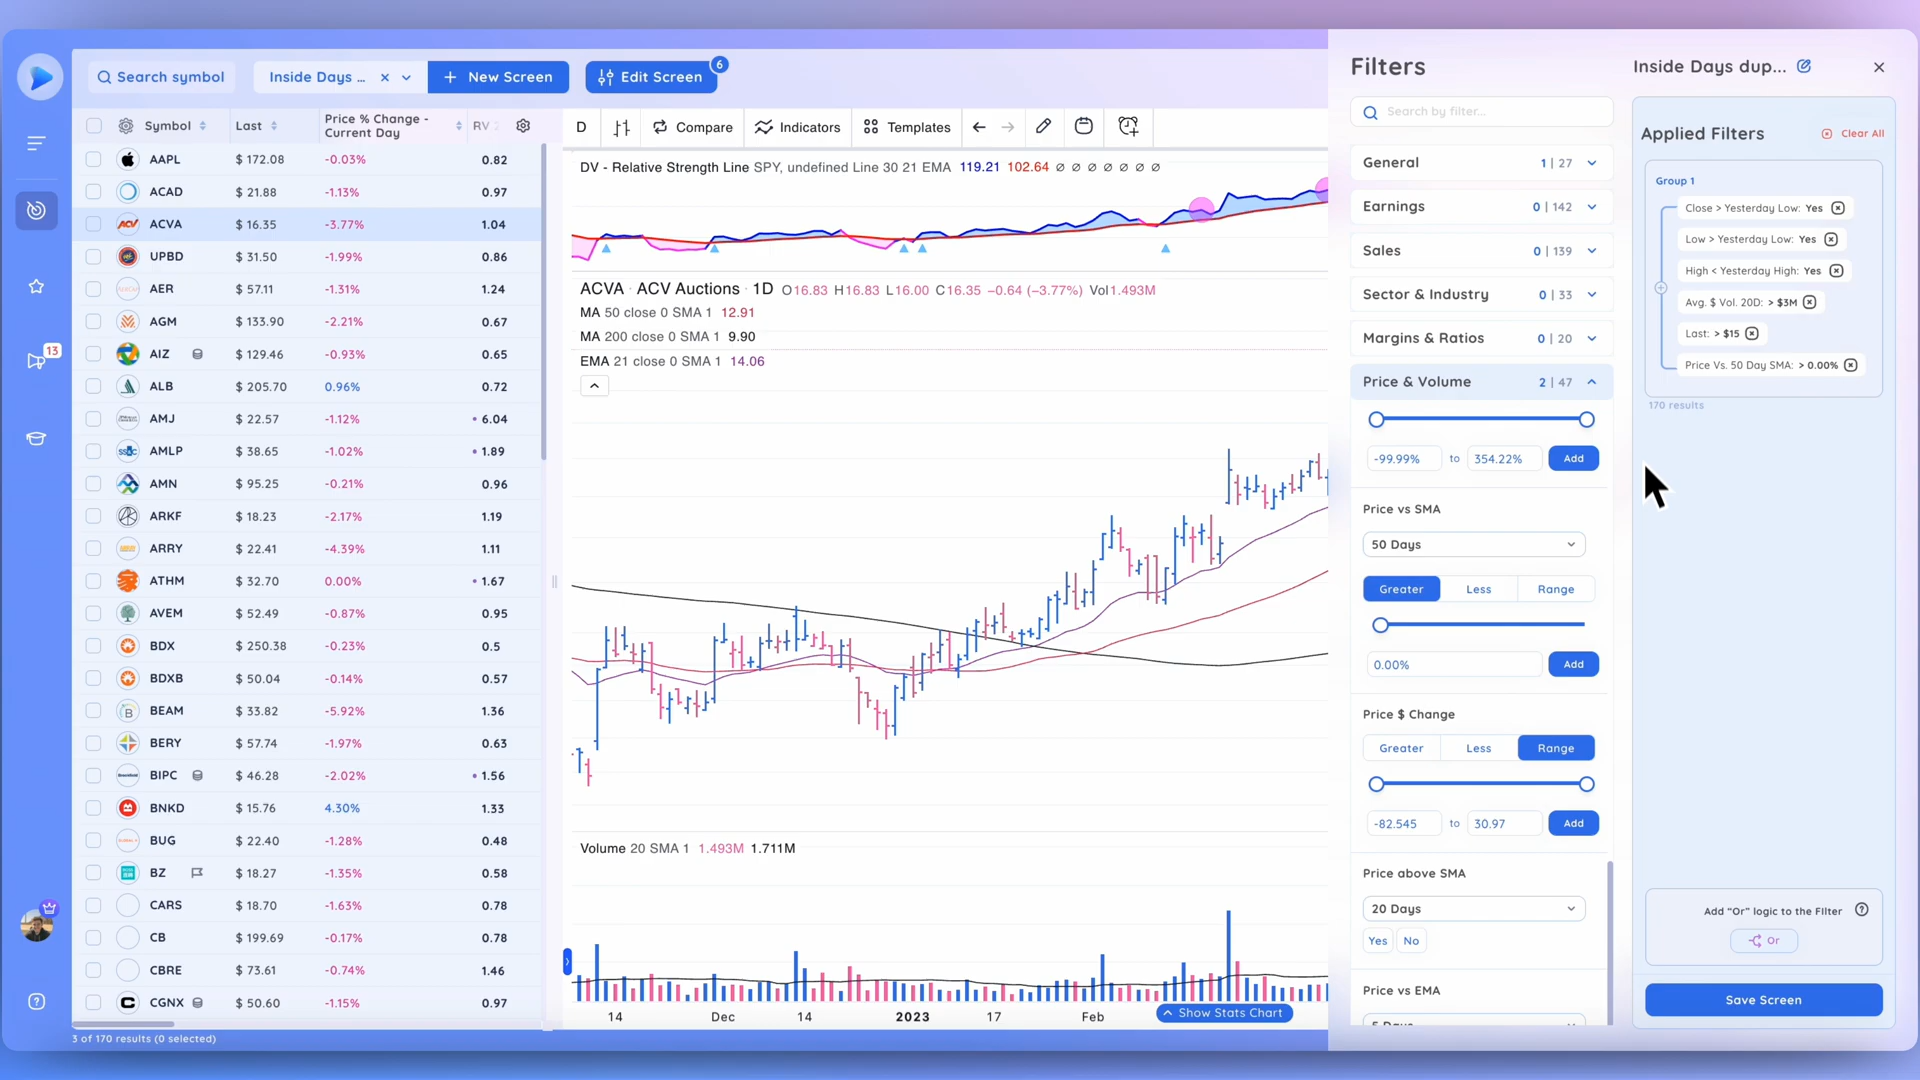 Search symbol
Inside Days ...
New Screen
Edit Screen
6
Symbol
Last
Price % Change -
Current Day
RV
AAPL $ 172.08 -0.03% 0.82
ACAD $ 21.88 -1.13% 0.97
ACVA $ 16.35 -3.77% 1.04
UPBD $ 31.50 -1.99% 0.86
AER $ 57.11 -1.31% 1.24
AGM $ 133.90 -2.21% 0.67
AIZ $ 129.46 -0.93% 0.65
ALB $ 205.70 0.96% 0.72
AMJ $ 22.57 -1.12% 6.04
AMLP $ 38.65 -1.02% 1.89
AMN $ 95.25 -0.21% 0.96
ARKF $ 18.23 -2.17% 1.19
ARRY $ 22.41 -4.39% 1.11
ATHM $ 32.70 0.00% 1.67
AVEM $ 52.49 -0.87% 0.95
BDX $ 250.38 -0.23% 0.5
BDXB $ 50.04 -0.14% 0.57
BEAM $ 33.82 -5.92% 1.36
BERY $ 57.74 -1.97% 0.63
BIPC $ 46.28 -2.02% 1.56
BNKD $ 15.76 4.30% 1.33
BUG $ 22.40 -1.28% 0.48
BZ $ 18.27 -1.35% 0.58
CARS $ 18.70 -1.63% 0.78
CB $ 199.69 -0.17% 0.78
CBRE $ 73.61 -0.74% 1.46
CGNX $ 50.60 -1.15% 0.97
3 of 170 results (0 selected)
13
D
Compare
Indicators
Templates
DV - Relative Strength Line SPY, undefined Line 30 21 EMA 119.21 102.64 ∅ ∅ ∅ ∅ ∅ ∅ ∅
ACVA · ACV Auctions · 1D O16.83 H16.83 L16.00 C16.35 −0.64 (−3.77%) Vol1.493M
MA 50 close 0 SMA 1 12.91
MA 200 close 0 SMA 1 9.90
EMA 21 close 0 SMA 1 14.06
Volume 20 SMA 1 1.493M 1.711M
14 Dec 14 2023 17 Feb
Show Stats Chart
Filters
Search by filter...
General 1 | 27
Earnings 0 | 142
Sales 0 | 139
Sector & Industry 0 | 33
Margins & Ratios 0 | 20
Price & Volume 2 | 47
-99.99% to 354.22% Add
Price vs SMA
50 Days
Greater Less Range
0.00% Add
Price $ Change
Greater Less Range
-82.545 to 30.97 Add
Price above SMA
20 Days
Yes No
Price vs EMA
5 Days
Inside Days dup...
Applied Filters
Clear All
Group 1
Close > Yesterday Low: Yes
Low > Yesterday Low: Yes
High < Yesterday High: Yes
Avg. $ Vol. 20D: > $3M
Last: > $15
Price Vs. 50 Day SMA: > 0.00%
170 results
Add "Or" logic to the Filter
Or
Save Screen